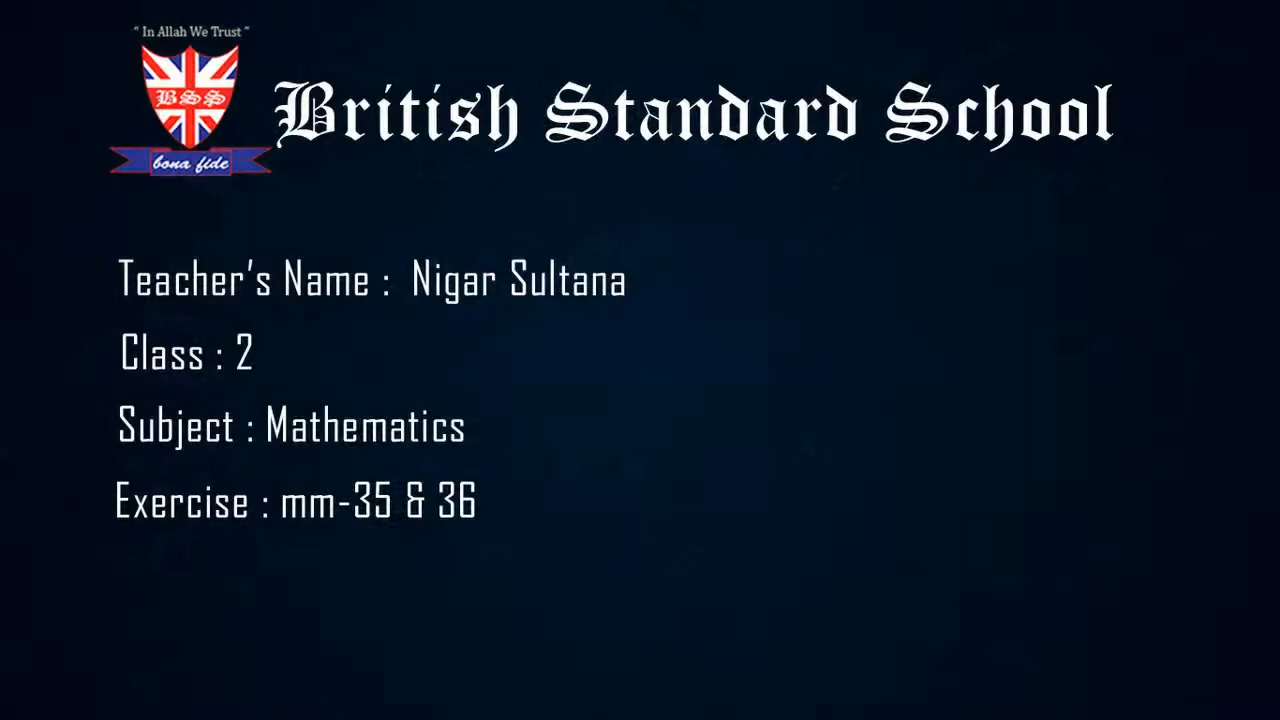 “ In Allah We Trust ”
BSS
bona fide
British Standard School
Teacher’s Name : Nigar Sultana
Class : 2
Subject : Mathematics
Exercise : mm-35 & 36